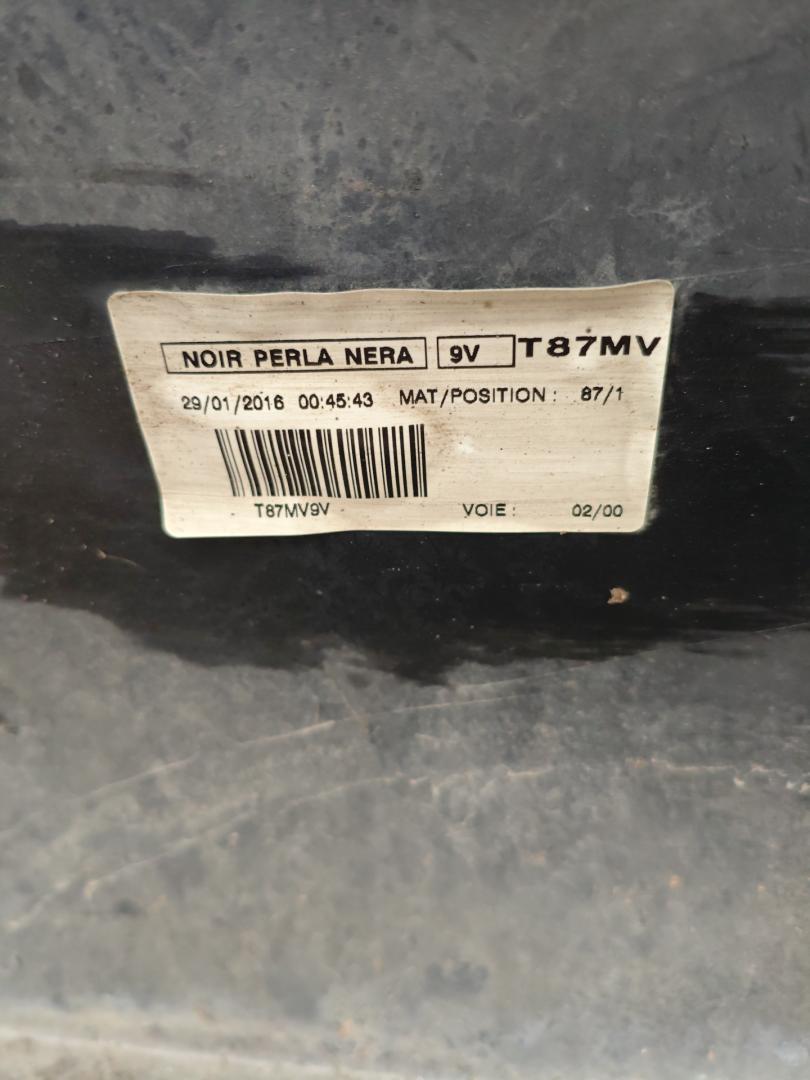 NOIR PERLA NERA 9V T87MV
29/01/2016 00:45:43 MAT/POSITION : 87/1
T87MV9V VOIE : 02/00